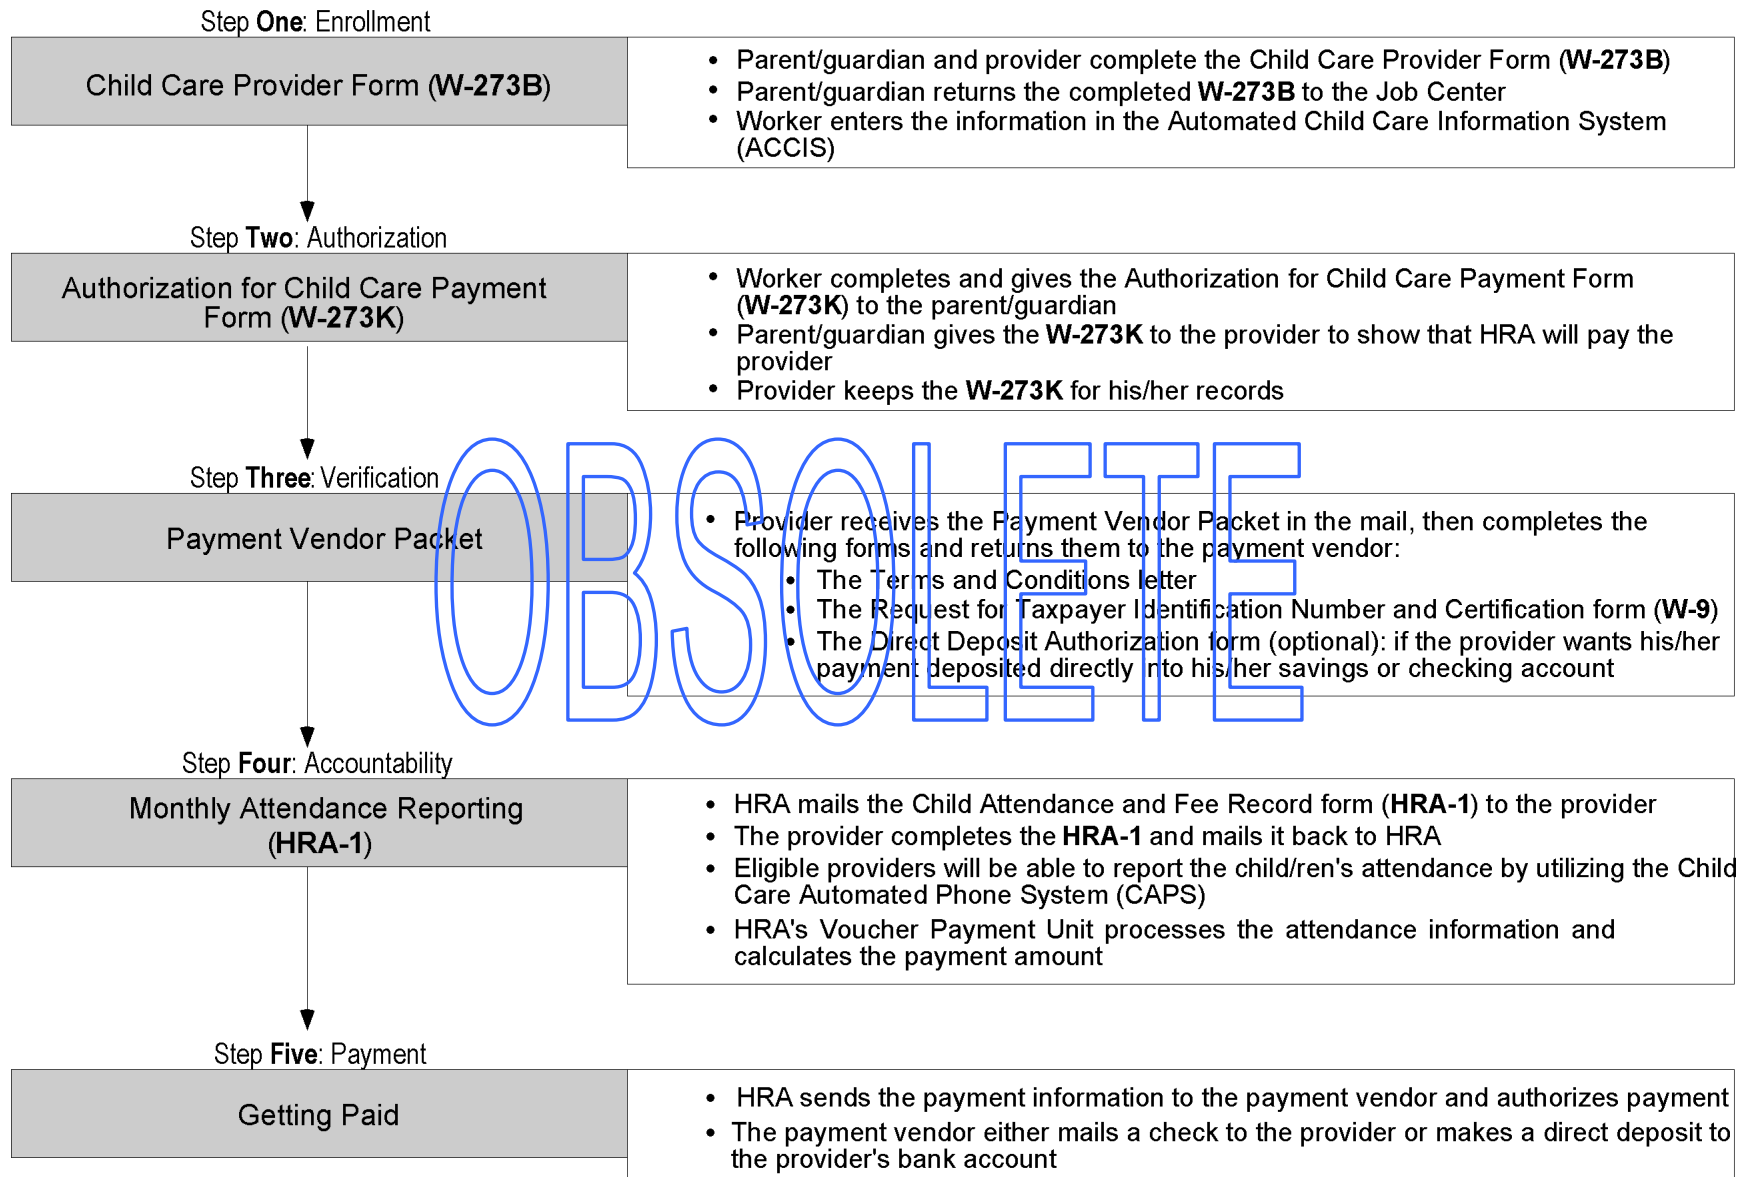 Step One: Enrollment
Child Care Provider Form (W-273B)
• Parent/guardian and provider complete the Child Care Provider Form (W-273B)
• Parent/guardian returns the completed W-273B to the Job Center
• Worker enters the information in the Automated Child Care Information System
(ACCIS)
Step Two: Authorization
Authorization for Child Care Payment
Form (W-273K)
• Worker completes and gives the Authorization for Child Care Payment Form
(W-273K) to the parent/guardian
• Parent/guardian gives the W-273K to the provider to show that HRA will pay the
provider
• Provider keeps the W-273K for his/her records
OBSOLETE
Step Three: Verification
Payment Vendor Packet
• Provider receives the Payment Vendor Packet in the mail, then completes the
following forms and returns them to the payment vendor:
• The Terms and Conditions letter
• The Request for Taxpayer Identification Number and Certification form (W-9)
• The Direct Deposit Authorization form (optional): if the provider wants his/her
payment deposited directly into his/her savings or checking account
Step Four: Accountability
Monthly Attendance Reporting
(HRA-1)
• HRA mails the Child Attendance and Fee Record form (HRA-1) to the provider
• The provider completes the HRA-1 and mails it back to HRA
• Eligible providers will be able to report the child/ren's attendance by utilizing the Child
Care Automated Phone System (CAPS)
• HRA's Voucher Payment Unit processes the attendance information and
calculates the payment amount
Step Five: Payment
Getting Paid
• HRA sends the payment information to the payment vendor and authorizes payment
• The payment vendor either mails a check to the provider or makes a direct deposit to
the provider's bank account